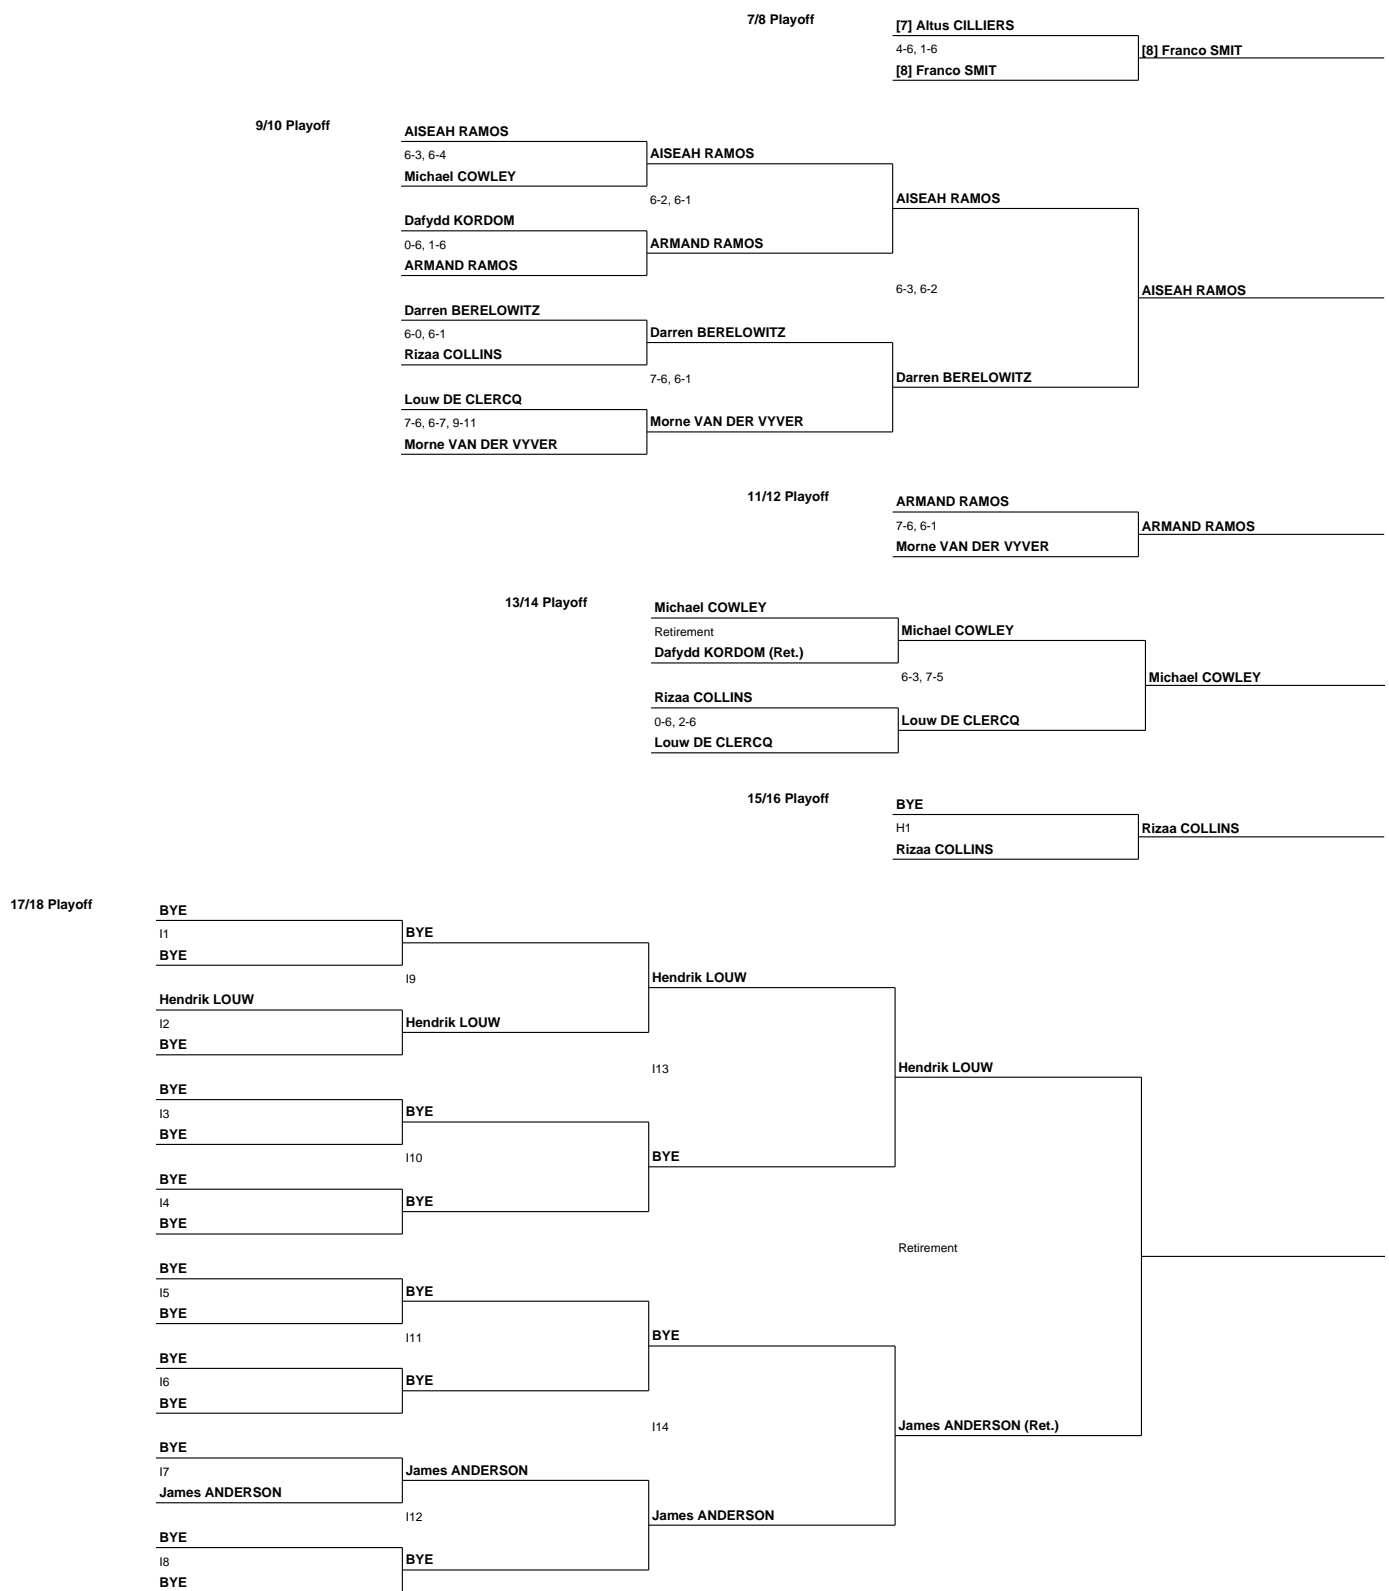 7/8 Playoff
[7] Altus CILLIERS
4-6, 1-6
[8] Franco SMIT
[8] Franco SMIT
9/10 Playoff
AISEAH RAMOS
6-3, 6-4
AISEAH RAMOS
Michael COWLEY
6-2, 6-1
AISEAH RAMOS
Dafydd KORDOM
0-6, 1-6
ARMAND RAMOS
ARMAND RAMOS
6-3, 6-2
AISEAH RAMOS
Darren BERELOWITZ
6-0, 6-1
Darren BERELOWITZ
Rizaa COLLINS
7-6, 6-1
Darren BERELOWITZ
Louw DE CLERCQ
7-6, 6-7, 9-11
Morne VAN DER VYVER
Morne VAN DER VYVER
11/12 Playoff
ARMAND RAMOS
7-6, 6-1
ARMAND RAMOS
Morne VAN DER VYVER
13/14 Playoff
Michael COWLEY
Retirement
Michael COWLEY
Dafydd KORDOM (Ret.)
6-3, 7-5
Michael COWLEY
Rizaa COLLINS
0-6, 2-6
Louw DE CLERCQ
Louw DE CLERCQ
15/16 Playoff
BYE
H1
Rizaa COLLINS
Rizaa COLLINS
17/18 Playoff
BYE
I1
BYE
BYE
I9
Hendrik LOUW
Hendrik LOUW
I2
Hendrik LOUW
BYE
I13
Hendrik LOUW
BYE
I3
BYE
BYE
I10
BYE
BYE
I4
BYE
BYE
Retirement
BYE
I5
BYE
BYE
I11
BYE
BYE
I6
BYE
BYE
I14
James ANDERSON (Ret.)
BYE
I7
James ANDERSON
James ANDERSON
I12
James ANDERSON
BYE
I8
BYE
BYE